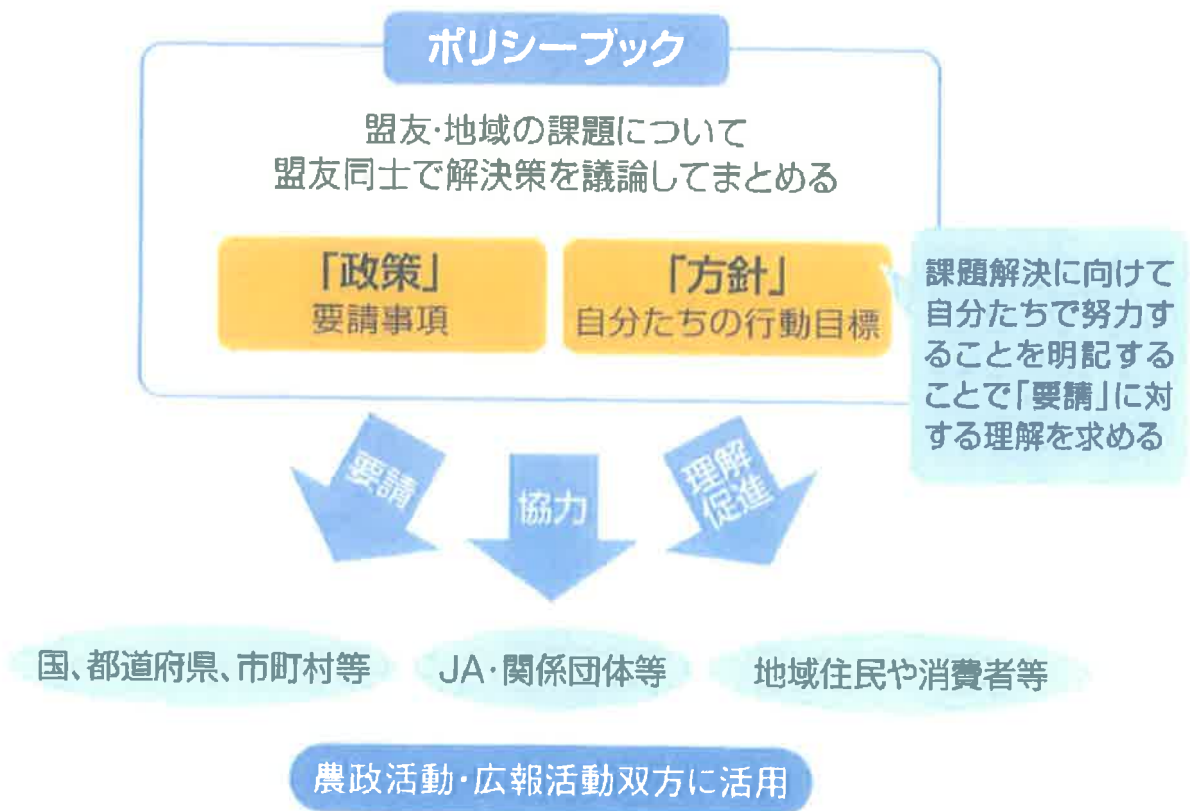 ポリシーブック
盟友・地域の課題について
盟友同士で解決策を議論してまとめる
「政策」
要請事項
「方針」
自分たちの行動目標
課題解決に向けて
自分たちで努力す
ることを明記する
ことで「要請」に対
する理解を求める
要請
協力
理解
促進
国、都道府県、市町村等
JA・関係団体等
地域住民や消費者等
農政活動・広報活動双方に活用